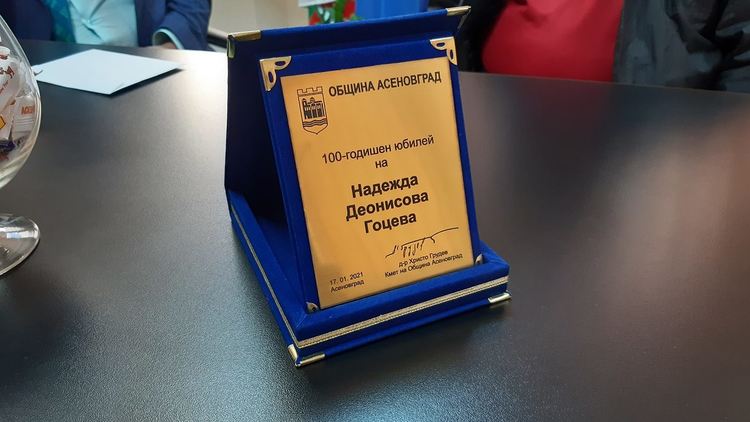 ОБЩИНА АСЕНОВГРАД
100-годишен юбилей
на
Надежда
Деонисова
Гоцева
17. 01. 2021
Асеновград
д-р Христо Грудев
Кмет на Община Асеновград